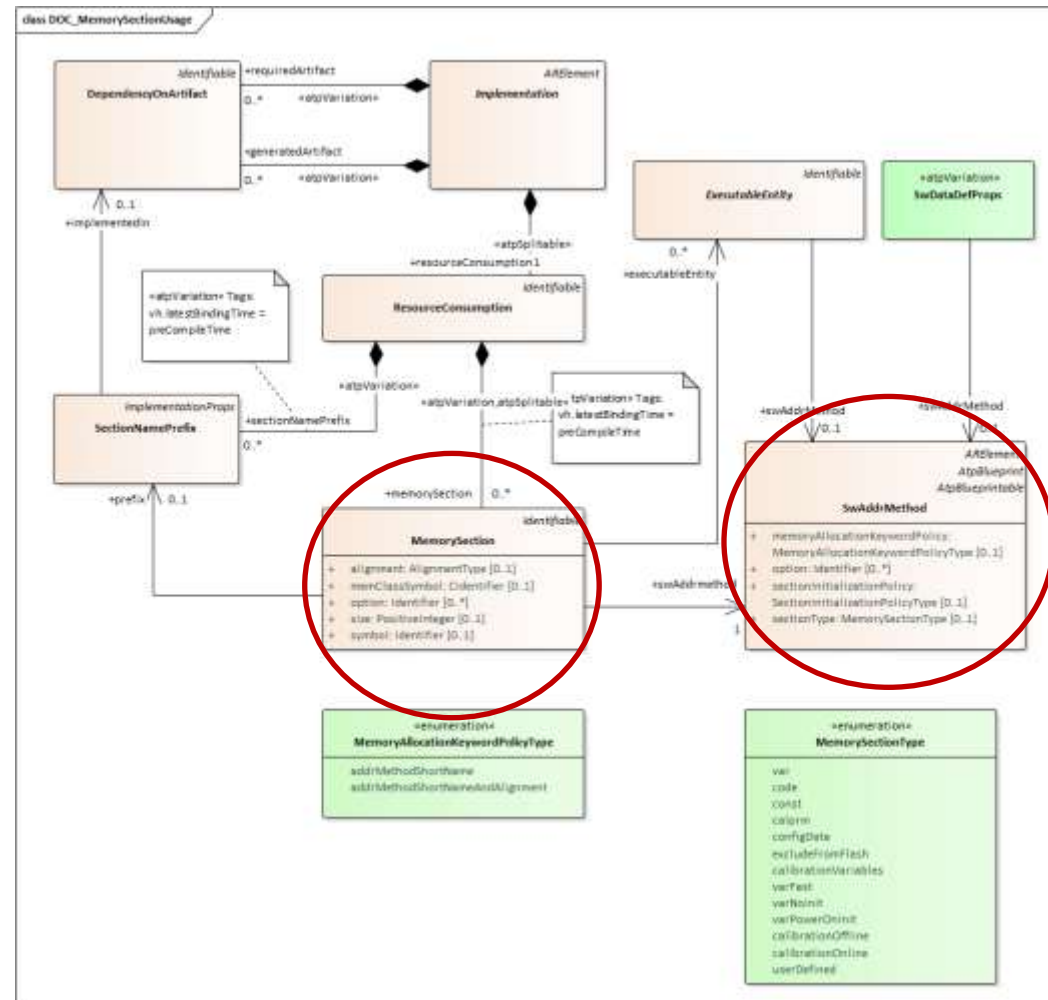 class DOC_MemorySectionUsage
Identifiable
DependencyOnArtifact
+requiredArtifact
0..*
«atpVariation»
ARElement
Implementation
+generatedArtifact
0..*
«atpVariation»
0..1
+implementedIn
Identifiable
ExecutableEntity
«atpVariation»
SwDataDefProps
«atpSplitable»
+resourceConsumption 1
0..*
+executableEntity
«atpVariation» Tags:
vh.latestBindingTime =
preCompileTime
Identifiable
ResourceConsumption
«atpVariation»
«atpVariation,atpSplitable»
tpVariation» Tags:
vh.latestBindingTime =
preCompileTime
ImplementationProps
SectionNamePrefix
+sectionNamePrefix
0..*
+swAddrMethod
0..1
+swAddrMethod
0..1
+prefix
0..1
+memorySection
0..*
Identifiable
MemorySection
+ alignment: AlignmentType [0..1]
+ memClassSymbol: CIdentifier [0..1]
+ option: Identifier [0..*]
+ size: PositiveInteger [0..1]
+ symbol: Identifier [0..1]
+swAddrmethod
1
ARElement
AtpBlueprint
AtpBlueprintable
SwAddrMethod
+ memoryAllocationKeywordPolicy:
MemoryAllocationKeywordPolicyType [0..1]
+ option: Identifier [0..*]
+ sectionInitializationPolicy:
SectionInitializationPolicyType [0..1]
+ sectionType: MemorySectionType [0..1]
«enumeration»
MemoryAllocationKeywordPolicyType
addrMethodShortName
addrMethodShortNameAndAlignment
«enumeration»
MemorySectionType
var
code
const
calprm
configData
excludeFromFlash
calibrationVariables
varFast
varNoInit
varPowerOnInit
calibrationOffline
calibrationOnline
userDefined